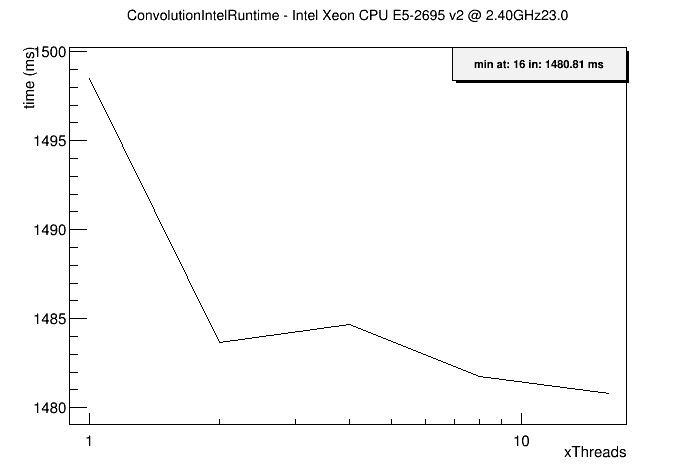 ConvolutionIntelRuntime - Intel Xeon CPU E5-2695 v2 @ 2.40GHz23.0
time (ms)
min at: 16 in: 1480.81 ms
1500
1495
1490
1485
1480
1
10
xThreads